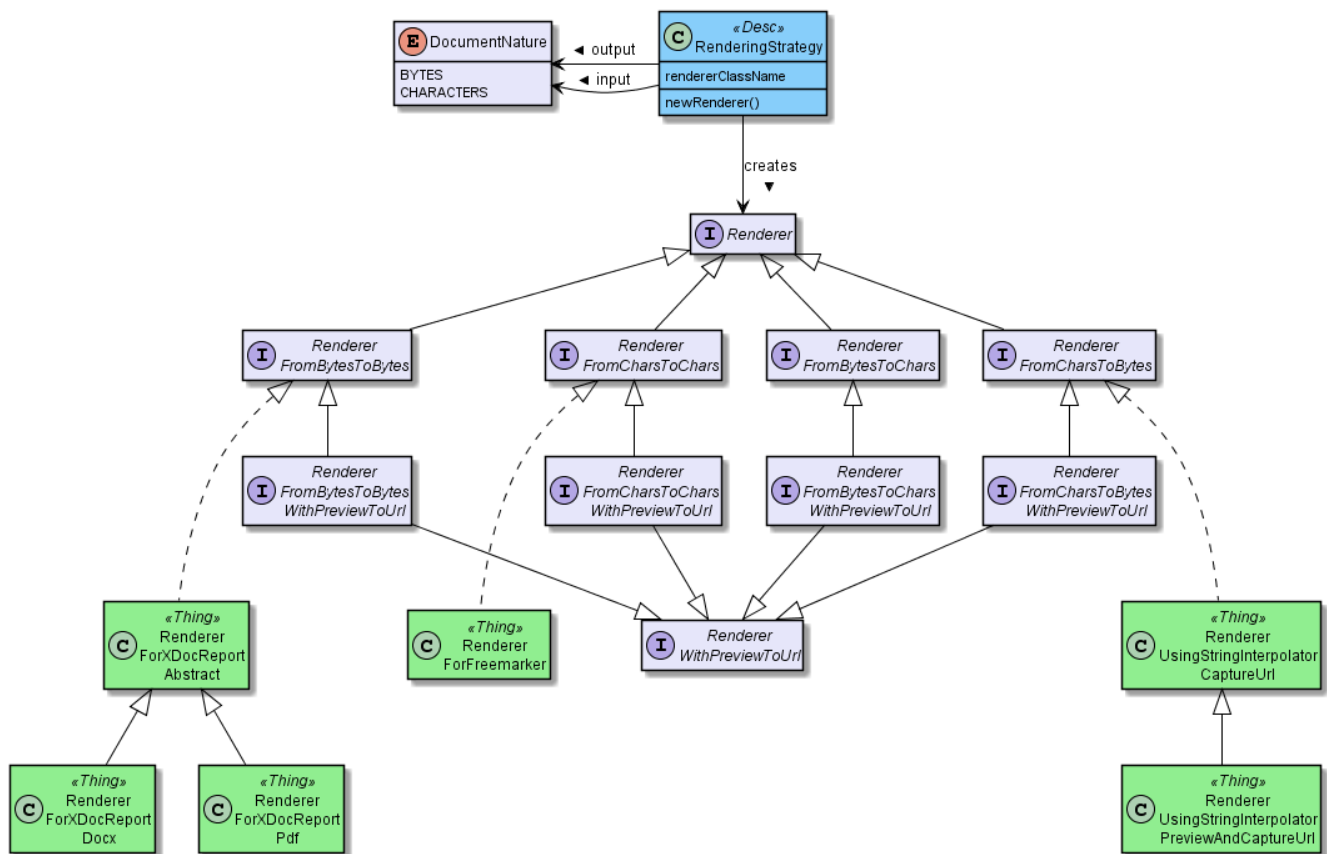 E DocumentNature
BYTES
CHARACTERS
◄ output
◄ input
C «Desc»
RenderingStrategy
rendererClassName
newRenderer()
creates
▼
I Renderer
I Renderer
FromBytesToBytes
I Renderer
FromCharsToChars
I Renderer
FromBytesToChars
I Renderer
FromCharsToBytes
I Renderer
FromBytesToBytes
WithPreviewToUrl
I Renderer
FromCharsToChars
WithPreviewToUrl
I Renderer
FromBytesToChars
WithPreviewToUrl
I Renderer
FromCharsToBytes
WithPreviewToUrl
C «Thing»
Renderer
ForXDocReport
Abstract
C «Thing»
Renderer
ForFreemarker
I Renderer
WithPreviewToUrl
C «Thing»
Renderer
UsingStringInterpolator
CaptureUrl
C «Thing»
Renderer
ForXDocReport
Docx
C «Thing»
Renderer
ForXDocReport
Pdf
C «Thing»
Renderer
UsingStringInterpolator
PreviewAndCaptureUrl